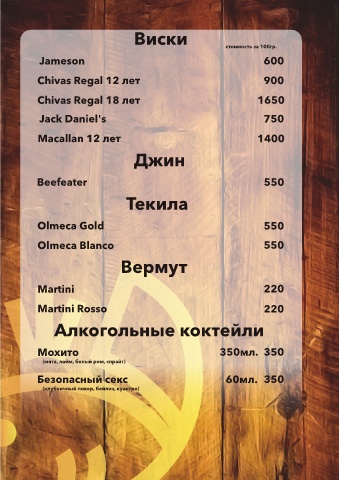 Виски
стоимость за 100гр.
Jameson 600
Chivas Regal 12 лет 900
Chivas Regal 18 лет 1650
Jack Daniel's 750
Macallan 12 лет 1400
Джин
Beefeater 550
Текила
Olmeca Gold 550
Olmeca Blanco 550
Вермут
Martini 220
Martini Rosso 220
Алкогольные коктейли
Мохито 350мл. 350
(мята, лайм, белый ром, спрайт)
Безопасный секс 60мл. 350
(клубничный ликер, бейлиз, куантро)